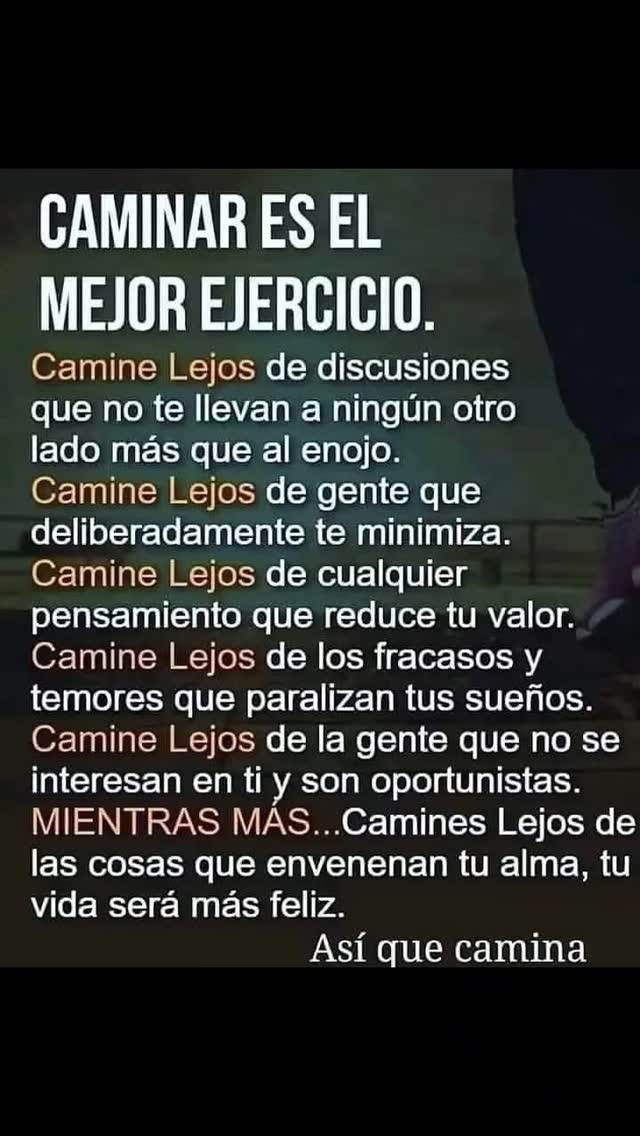 CAMINAR ES EL
MEJOR EJERCICIO.
Camine Lejos de discusiones
que no te llevan a ningún otro
lado más que al enojo.
Camine Lejos de gente que
deliberadamente te minimiza.
Camine Lejos de cualquier
pensamiento que reduce tu valor.
Camine Lejos de los fracasos y
temores que paralizan tus sueños.
Camine Lejos de la gente que no se
interesan en ti y son oportunistas.
MIENTRAS MÁS...Camines Lejos de
las cosas que envenenan tu alma, tu
vida será más feliz.
Así que camina